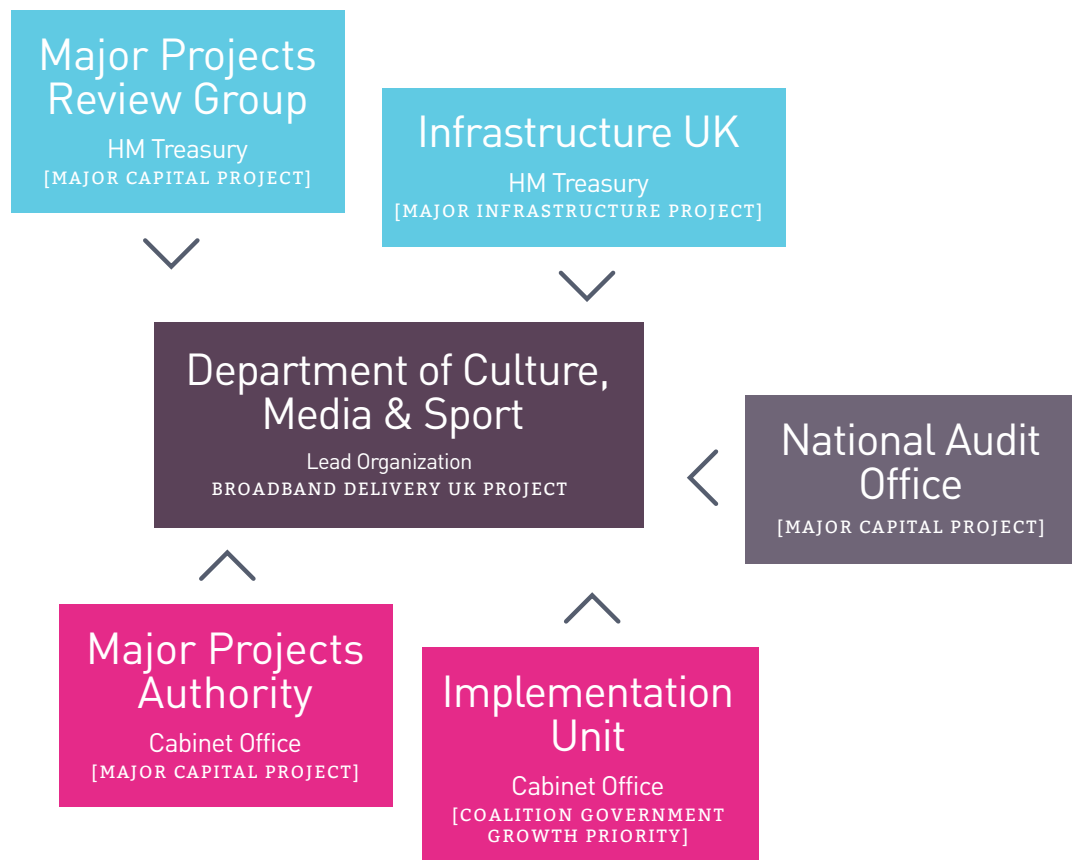 Major Projects
Review Group
HM Treasury
[MAJOR CAPITAL PROJECT]
Infrastructure UK
HM Treasury
[MAJOR INFRASTRUCTURE PROJECT]
Department of Culture,
Media & Sport
Lead Organization
BROADBAND DELIVERY UK PROJECT
National Audit
Office
[MAJOR CAPITAL PROJECT]
Major Projects
Authority
Cabinet Office
[MAJOR CAPITAL PROJECT]
Implementation
Unit
Cabinet Office
[COALITION GOVERNMENT
GROWTH PRIORITY]